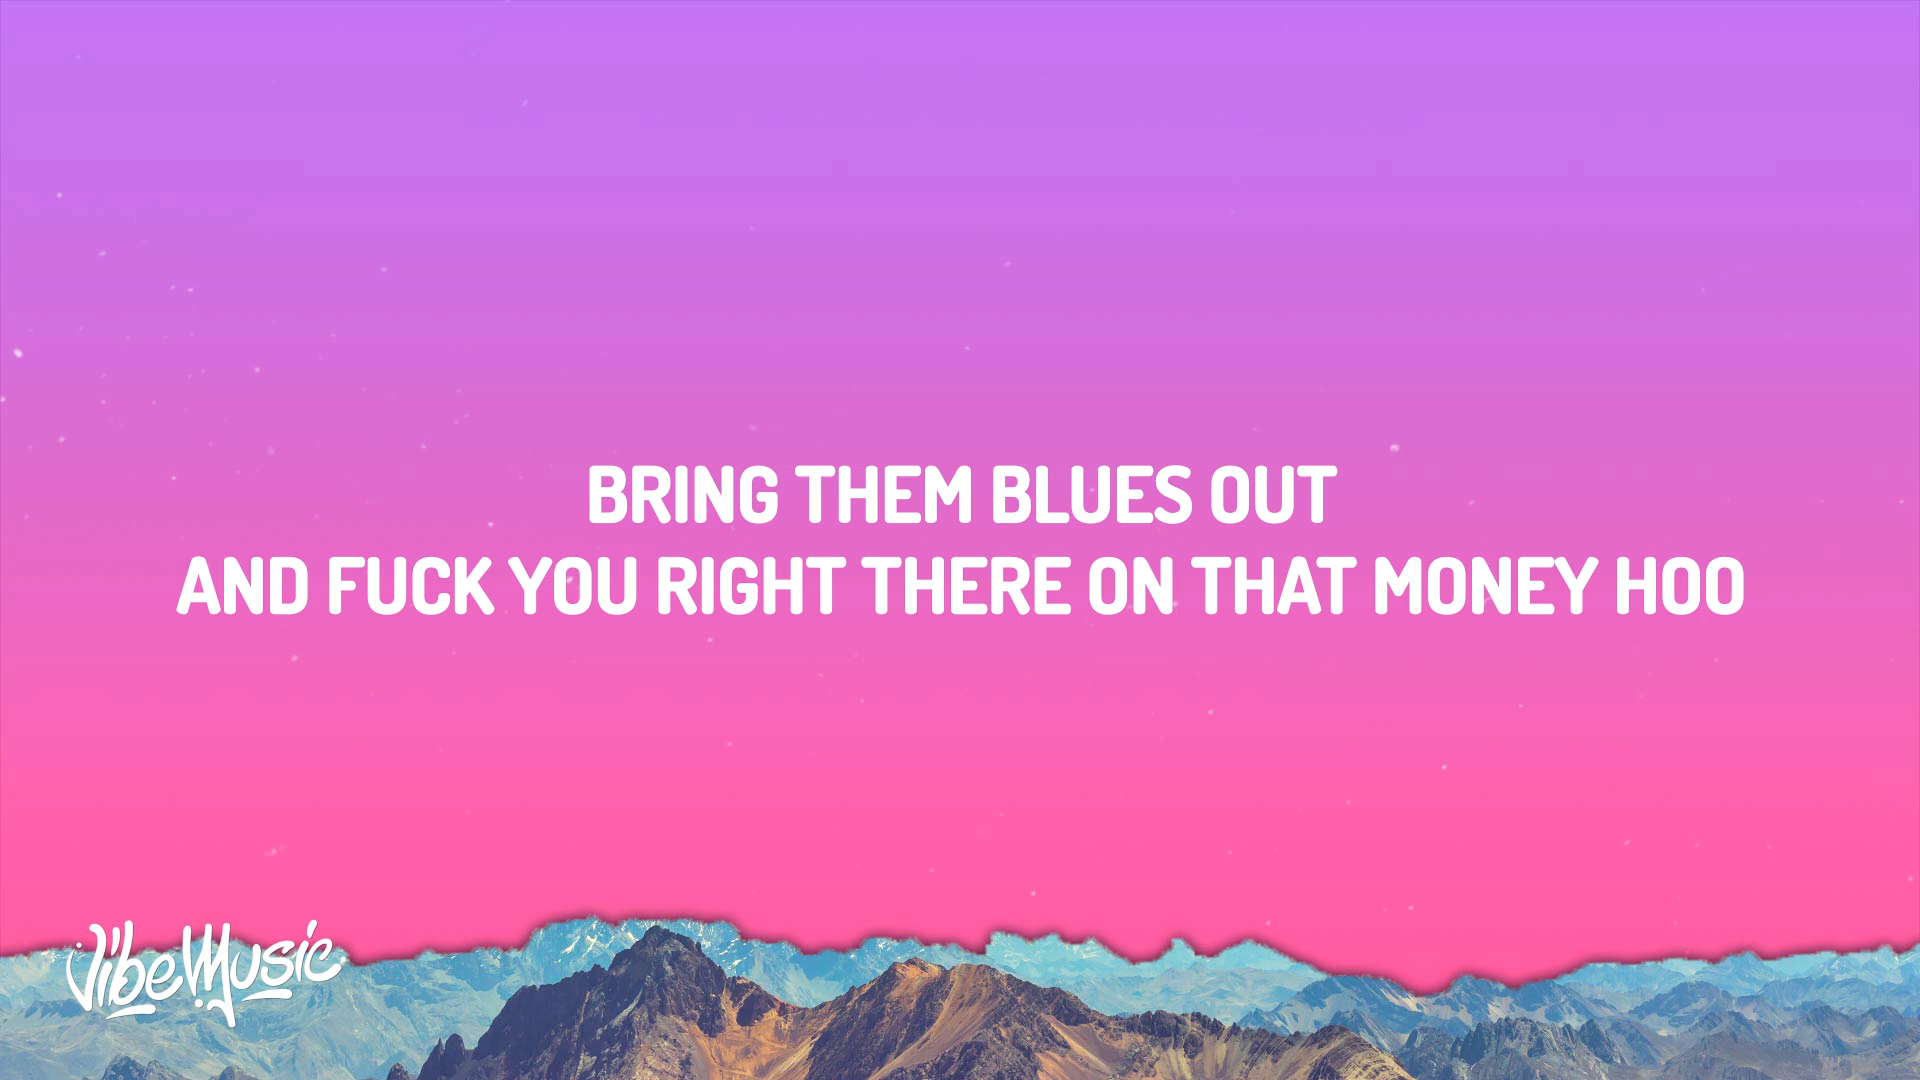 BRING THEM BLUES OUT
AND FUCK YOU RIGHT THERE ON THAT MONEY HOO
VibeMusic